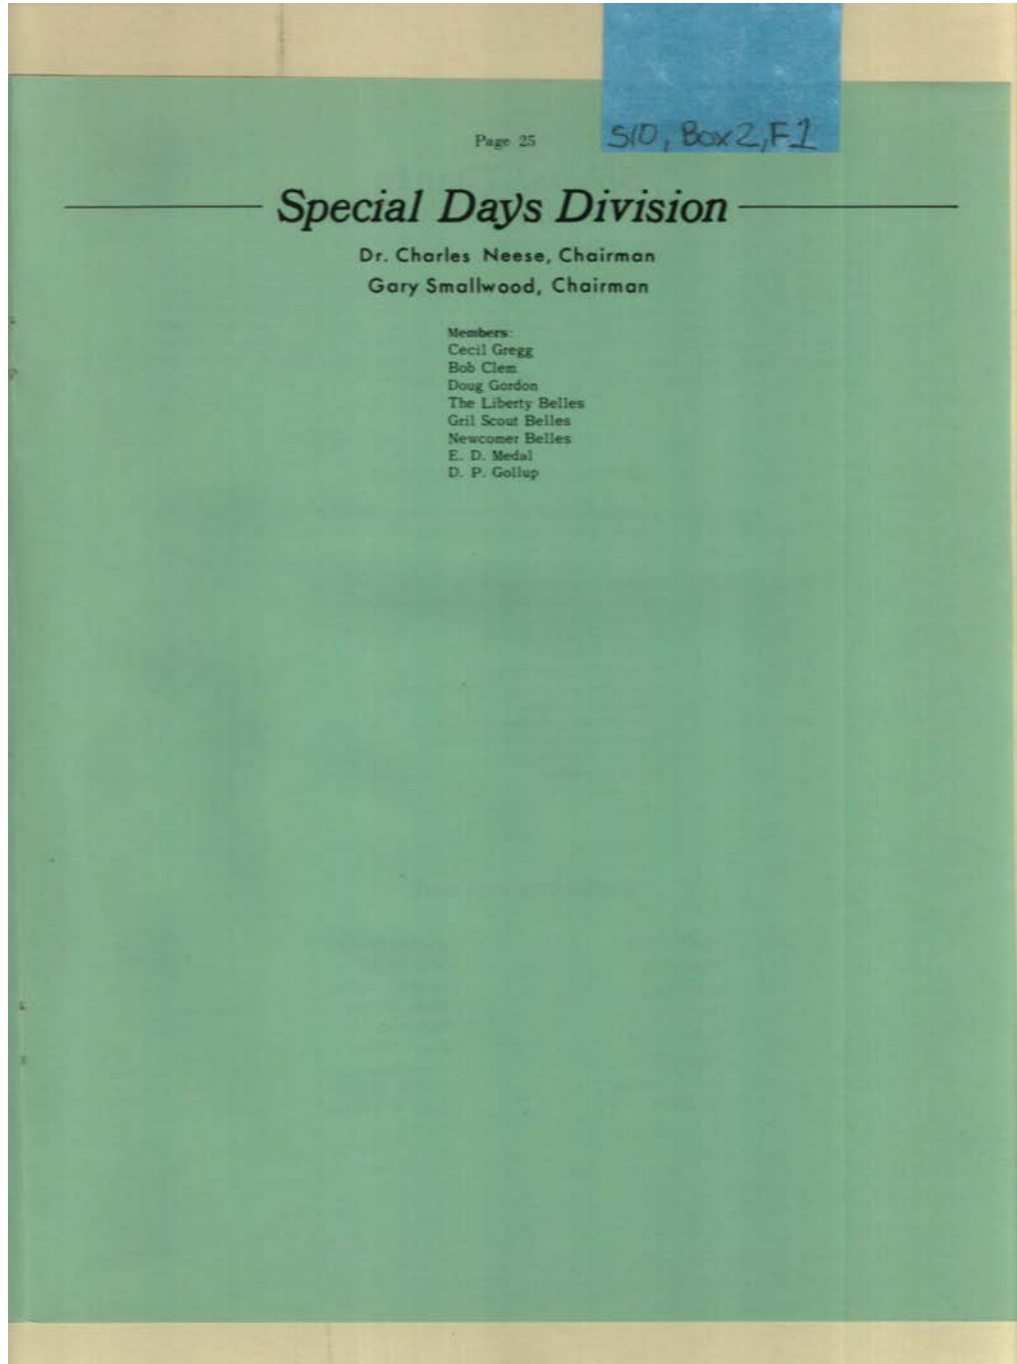 Page 25
S10, Box 2, F1
Special Days Division
Dr. Charles Neese, Chairman
Gary Smallwood, Chairman
Members:
Cecil Gregg
Bob Clem
Doug Gordon
The Liberty Belles
Gril Scout Belles
Newcomer Belles
E. D. Medal
D. P. Gollup